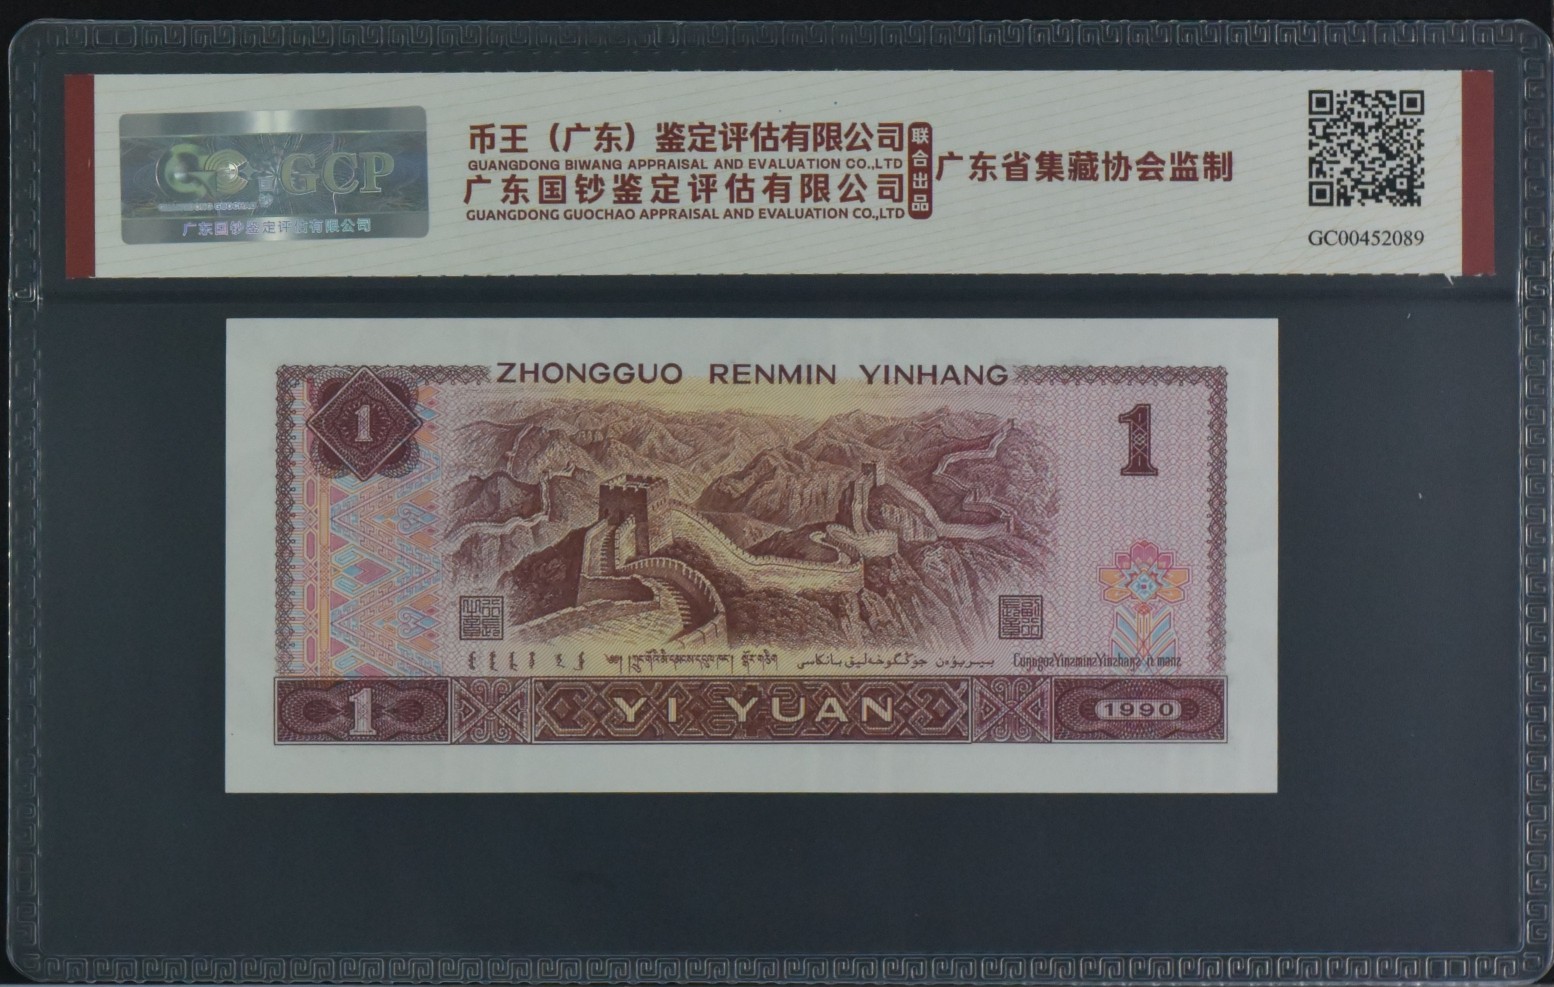 GCP
广东国钞鉴定评估有限公司
币王（广东）鉴定评估有限公司
GUANGDONG BIWANG APPRAISAL AND EVALUATION CO.,LTD
广东国钞鉴定评估有限公司
GUANGDONG GUOCHAO APPRAISAL AND EVALUATION CO.,LTD
联合出品
广东省集藏协会监制
GC00452089
ZHONGGUO RENMIN YINHANG
1
1
1
YI YUAN
1990